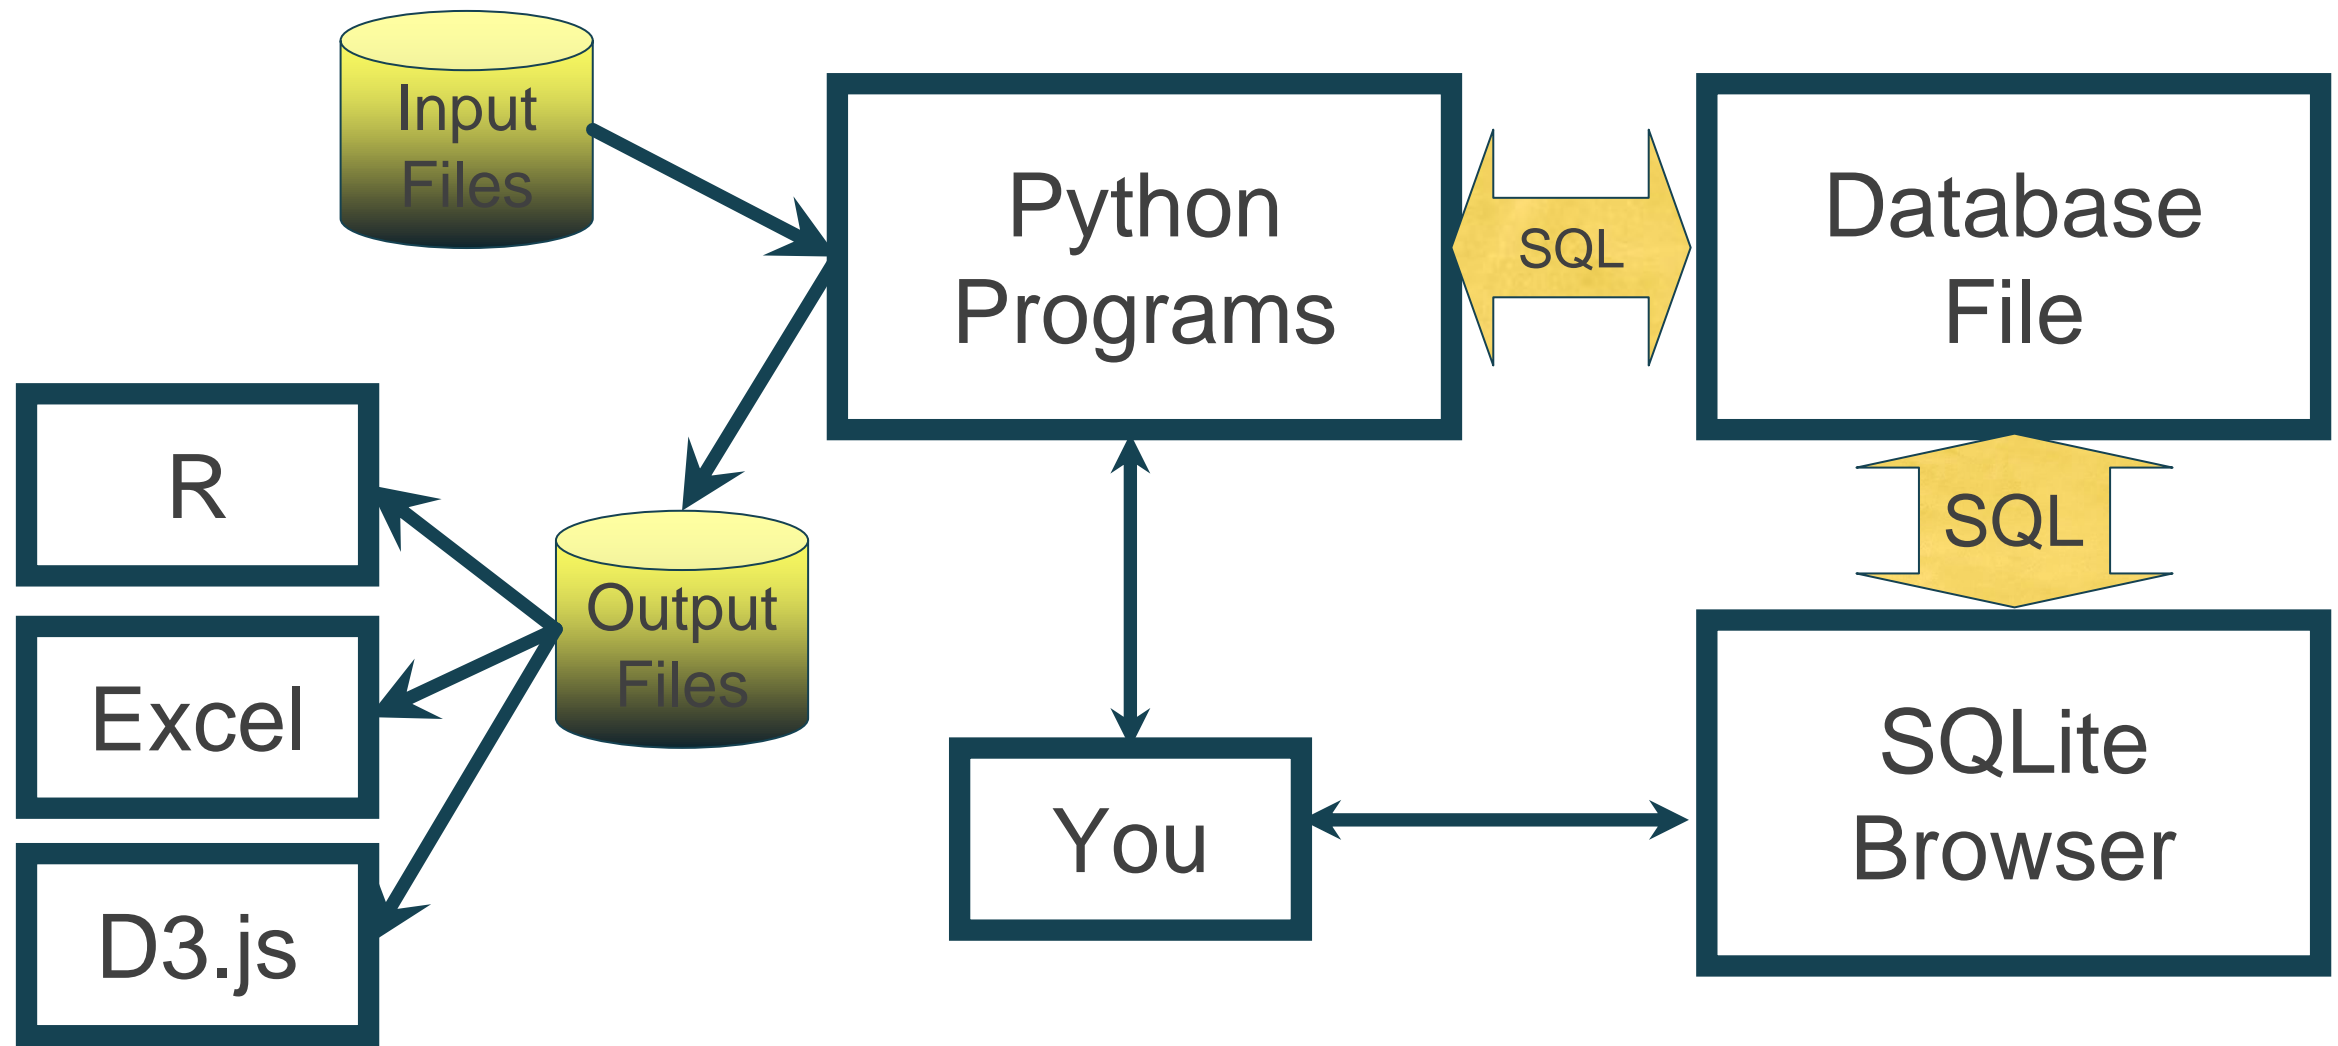 Input
Files
Python
Programs
SQL
Database
File
R
Excel
D3.js
Output
Files
SQL
You
SQLite
Browser